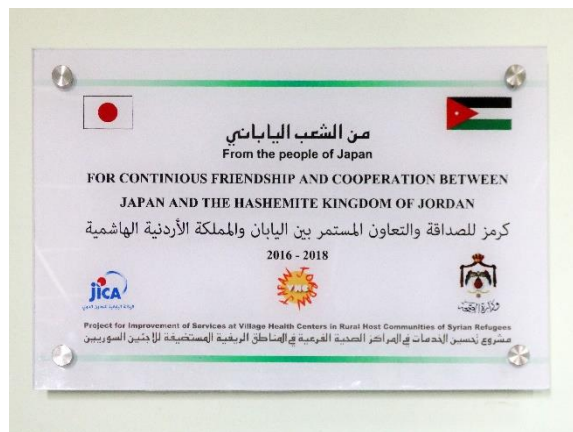 من الشعب الياباني
From the people of Japan
FOR CONTINIOUS FRIENDSHIP AND COOPERATION BETWEEN
JAPAN AND THE HASHEMITE KINGDOM OF JORDAN
كرمز للصداقة والتعاون المستمر بين اليابان والمملكة الأردنية الهاشمية
2016 - 2018
jICA
VHC
وزارة الصحة
Project for Improvement of Services at Village Health Centers in Rural Host Communities of Syrian Refugees
مشروع تحسين الخدمات في المراكز الصحية الفرعية في المناطق الريفية المستضيفة للاجئين السوريين